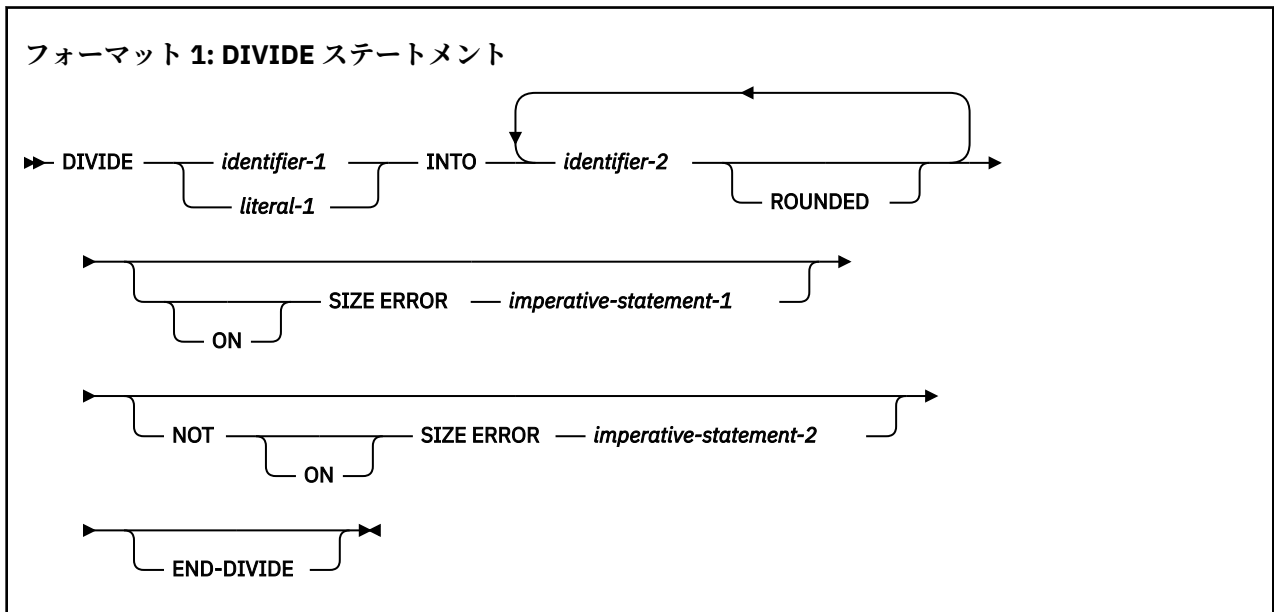 フォーマット 1: DIVIDE ステートメント
DIVIDE identifier-1 INTO identifier-2
literal-1 ROUNDED
SIZE ERROR imperative-statement-1
ON
NOT SIZE ERROR imperative-statement-2
ON
END-DIVIDE